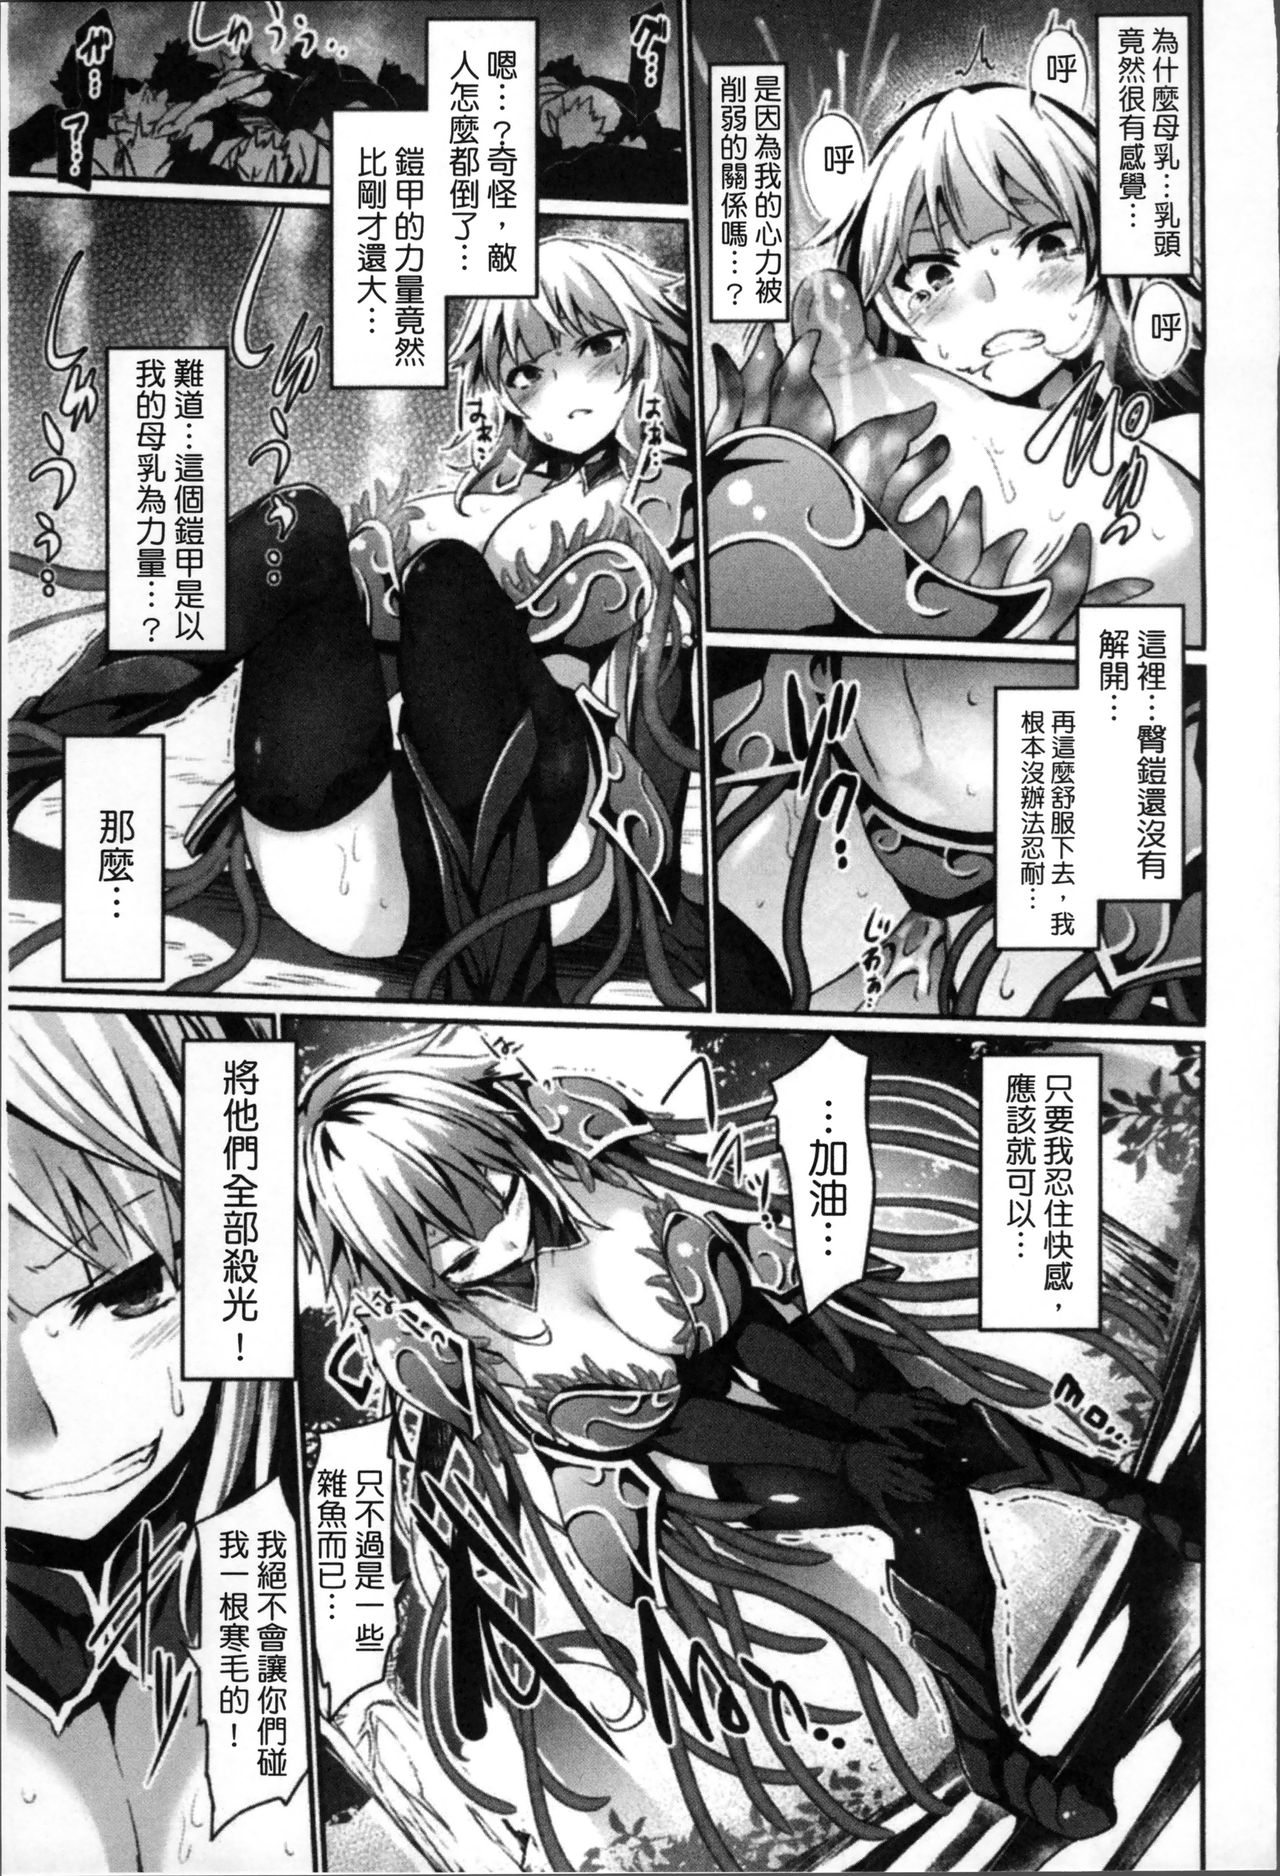 為什麼母乳…乳頭
竟然很有感覺…
呼
呼
呼
是因為我的心力被
削弱的關係嗎…?
這裡…臀鎧還沒有
解開…
再這麼舒服下去，我
根本沒辦法忍耐…
嗯…?奇怪，敵
人怎麼都倒了…
鎧甲的力量竟然
比剛才還大…
はぁ…
はぁ…
難道…這個鎧甲是以
我的母乳為力量…?
那麼…
只要我忍住快感，
應該就可以…
…加油…
只不過是一些
雜魚而已…
將他們全部殺光！
我絕不會讓你們碰
我一根寒毛的！